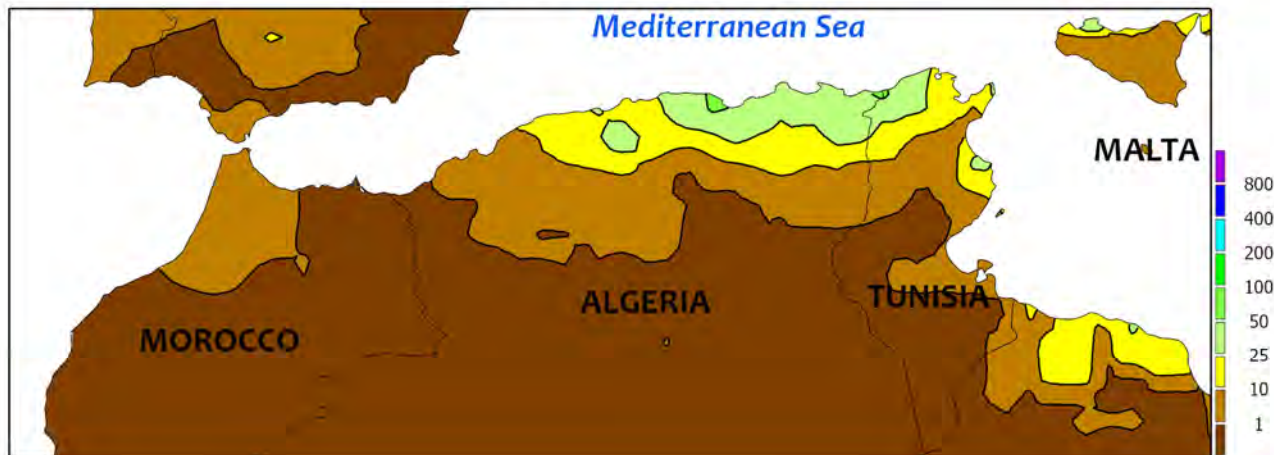 Mediterranean Sea
MALTA
ALGERIA
TUNISIA
MOROCCO
800
400
200
100
50
25
10
1